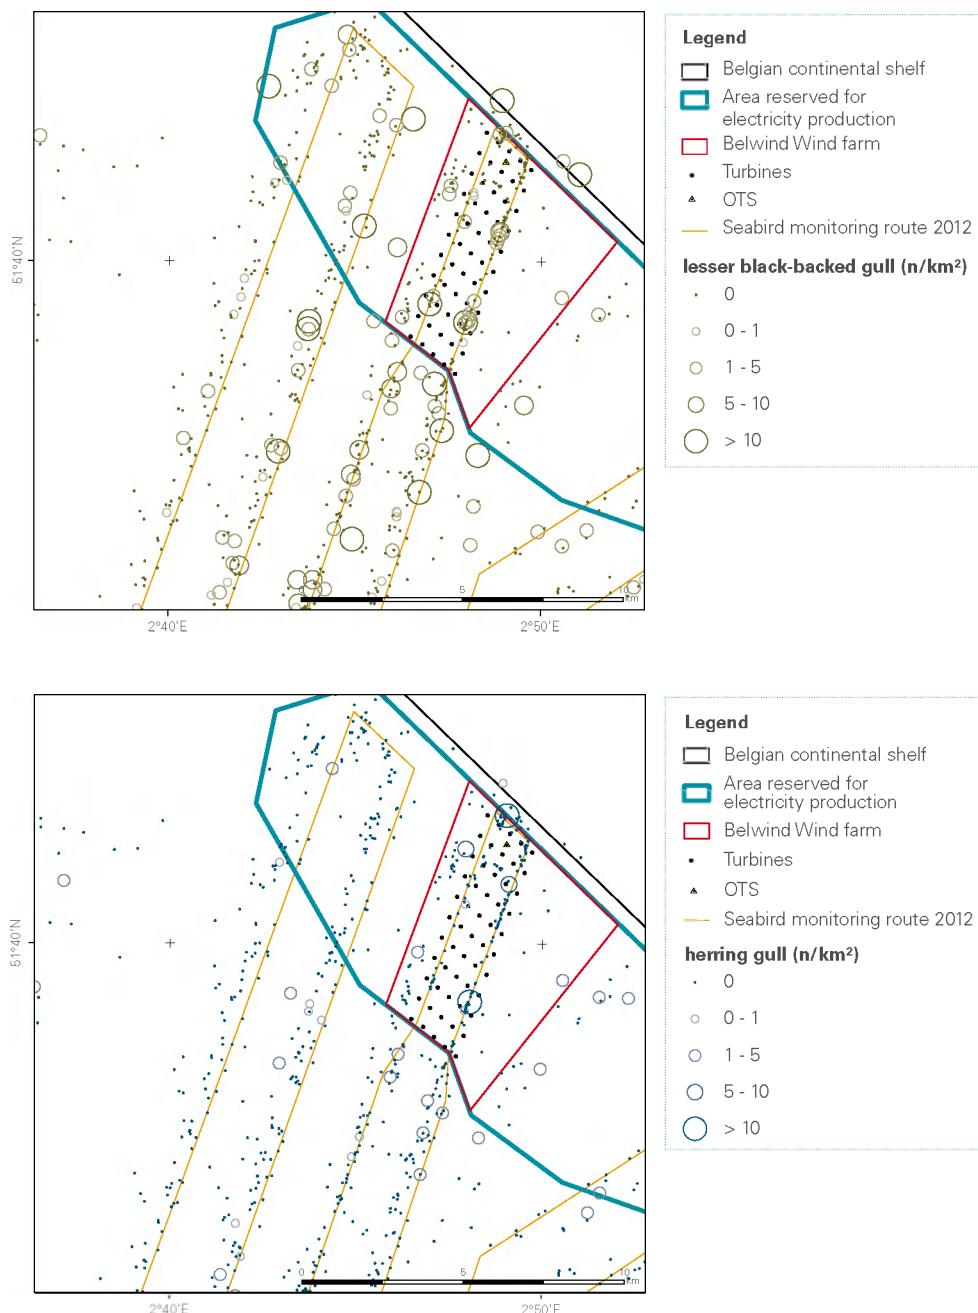 Legend
Belgian continental shelf
Area reserved for
electricity production
Belwind Wind farm
Turbines
OTS
Seabird monitoring route 2012
lesser black-backed gull (n/km²)
0
0 - 1
1 - 5
5 - 10
> 10
51°40'N
5
10
km
2°40'E
2°50'E
Legend
Belgian continental shelf
Area reserved for
electricity production
Belwind Wind farm
Turbines
OTS
Seabird monitoring route 2012
herring gull (n/km²)
0
0 - 1
1 - 5
5 - 10
> 10
51°40'N
0
5
10
km
2°40'E
2°50'E